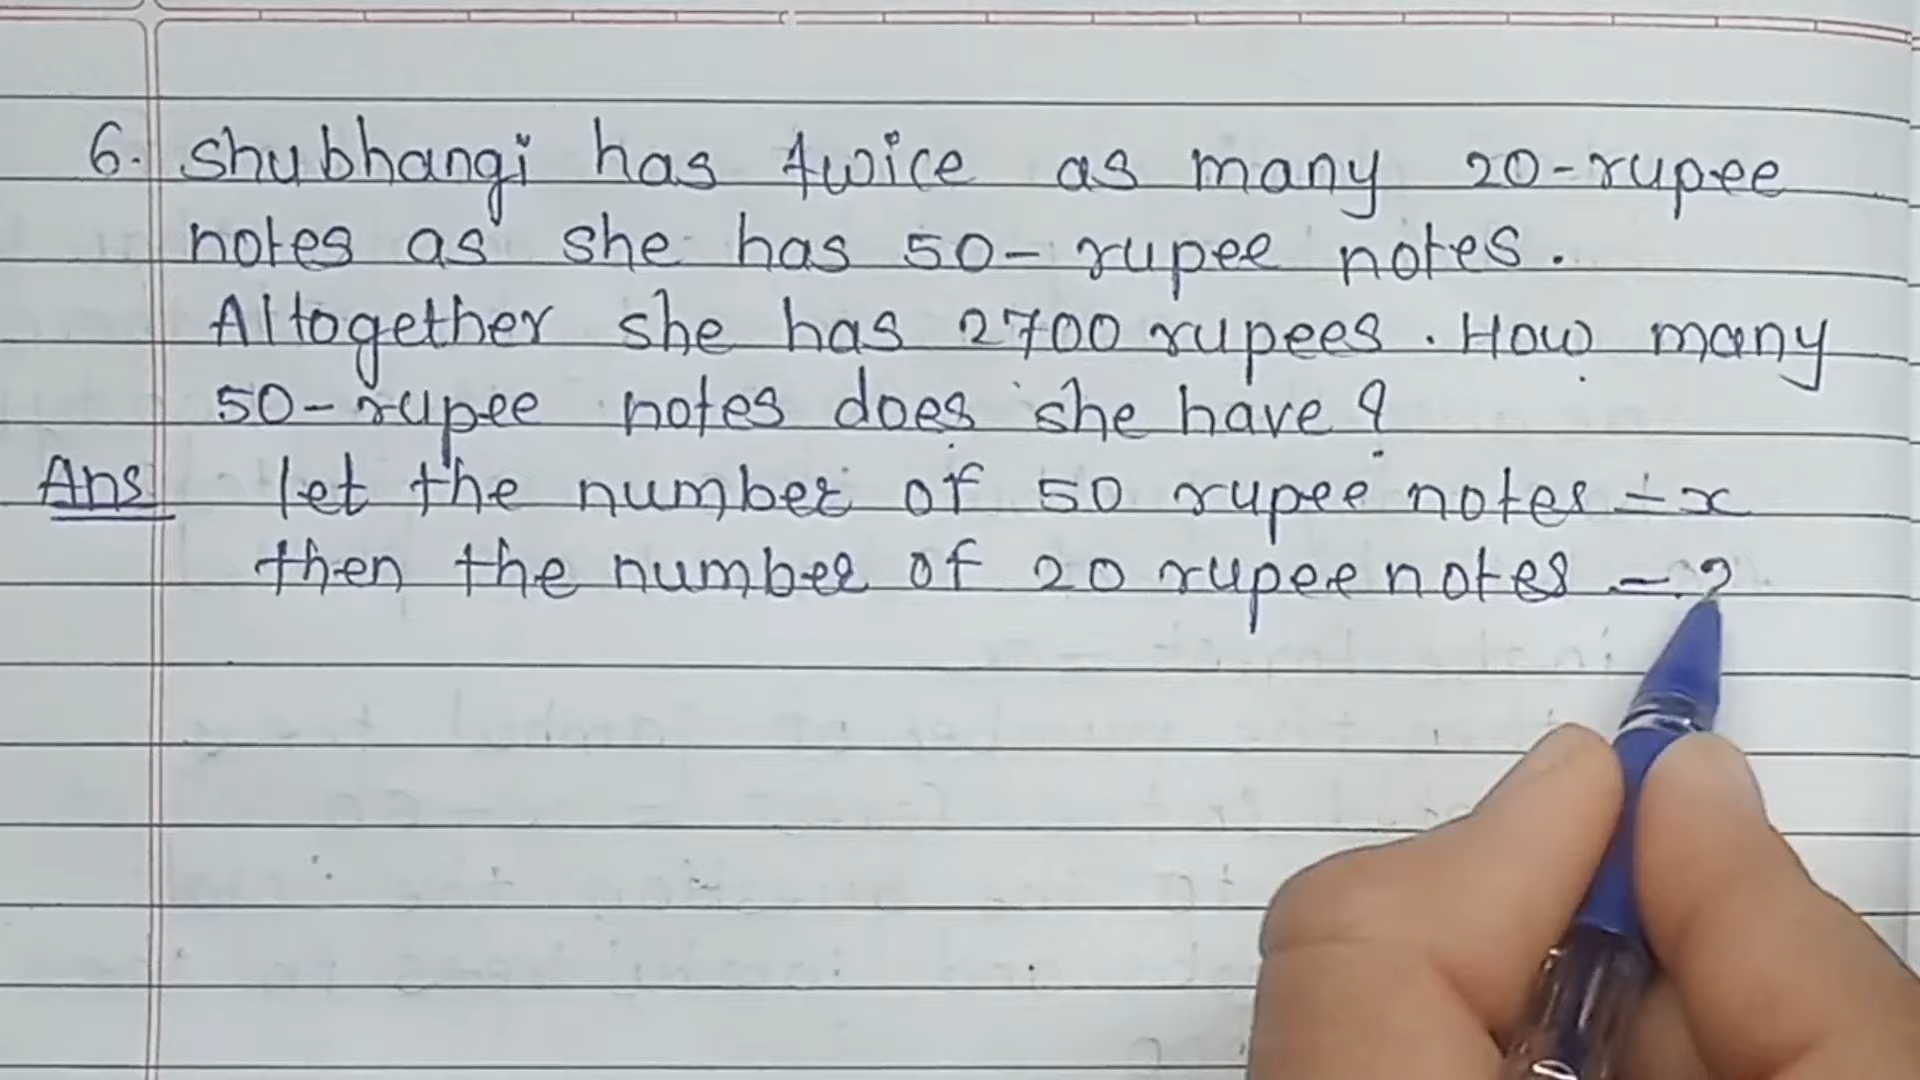 6. Shubhangi has twice as many 20-rupee
notes as she has 50-rupee notes.
Altogether she has 2700 rupees. How many
50-rupee notes does she have?
Ans let the number of 50 rupee notes - x
then the number of 20 rupee notes - 2